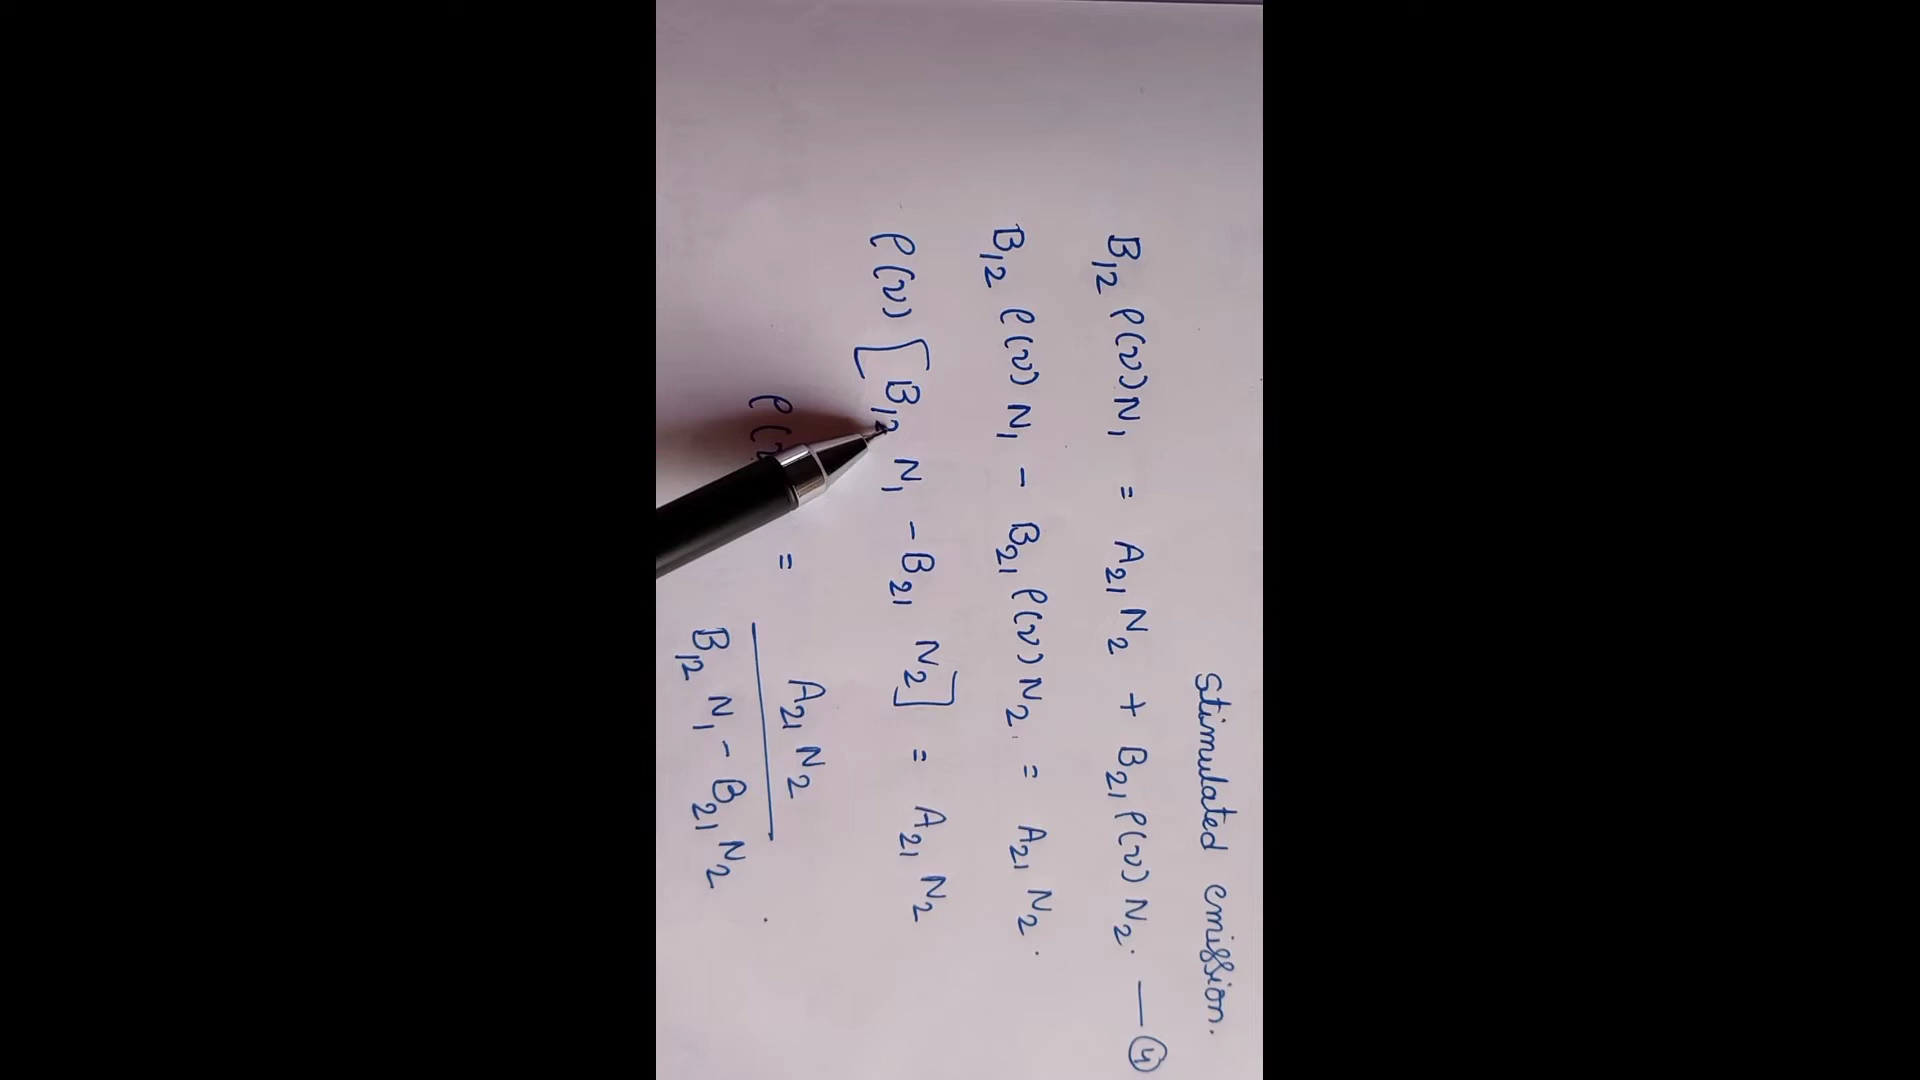 Stimulated emission.
B₁₂ ρ(ν) N₁ = A₂₁ N₂ + B₂₁ ρ(ν) N₂. — ④
B₁₂ ρ(ν) N₁ - B₂₁ ρ(ν) N₂. = A₂₁ N₂.
ρ(ν) [B₁₂ N₁ - B₂₁ N₂] = A₂₁ N₂
ρ(ν = A₂₁ N₂
B₁₂ N₁ - B₂₁ N₂